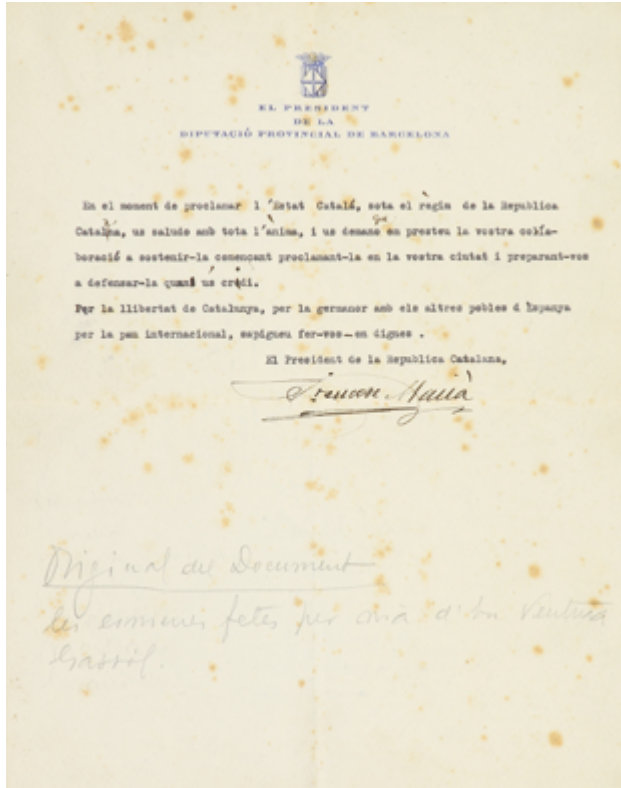 EL PRESIDENT
DE LA
DIPUTACIÓ PROVINCIAL DE BARCELONA
En el moment de proclamar l'Estat Català, sota el règim de la Republica
Catalana, us saludo amb tota l'ànima, i us demano que em presteu la vostra col·la-
boració a sostenir-la començant proclamant-la en la vostra ciutat i preparant-vos
a defensar-la quan us cridi.
Per la llibertat de Catalunya, per la germanor amb els altres pobles d Espanya
per la pau internacional, sapigueu fer-vos-en dignes .
El President de la Republica Catalana,
Francesc Macià
Original del Document
les esmenes fetes per mà d'En Ventura
Gassol.